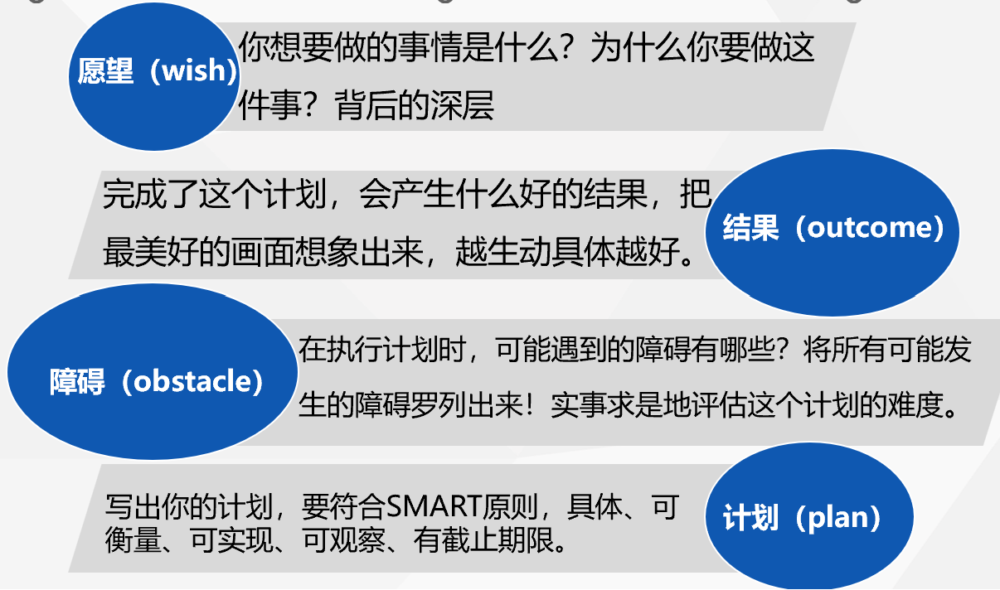 愿望（wish）
你想要做的事情是什么？为什么你要做这
件事？背后的深层
完成了这个计划，会产生什么好的结果，把
最美好的画面想象出来，越生动具体越好。
结果（outcome）
障碍（obstacle）
在执行计划时，可能遇到的障碍有哪些？将所有可能发
生的障碍罗列出来！实事求是地评估这个计划的难度。
写出你的计划，要符合SMART原则，具体、可
衡量、可实现、可观察、有截止期限。
计划（plan）